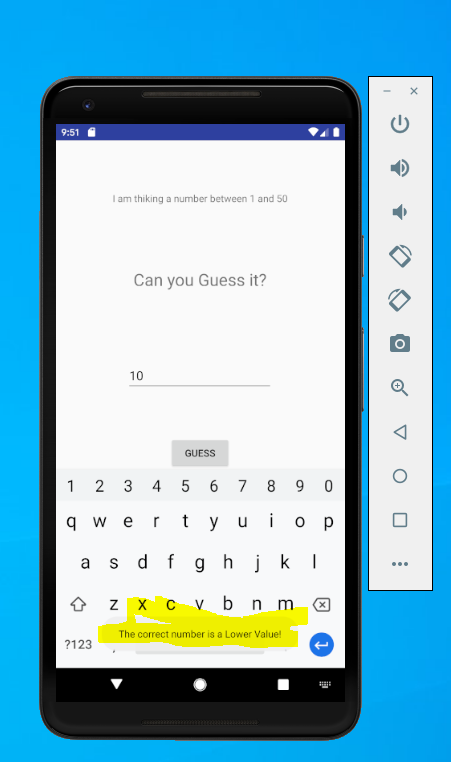 9:51
I am thiking a number between 1 and 50
Can you Guess it?
10
GUESS
1 2 3 4 5 6 7 8 9 0
q w e r t y u i o p
a s d f g h j k l
z x c v b n m
The correct number is a Lower Value!
?123 ,